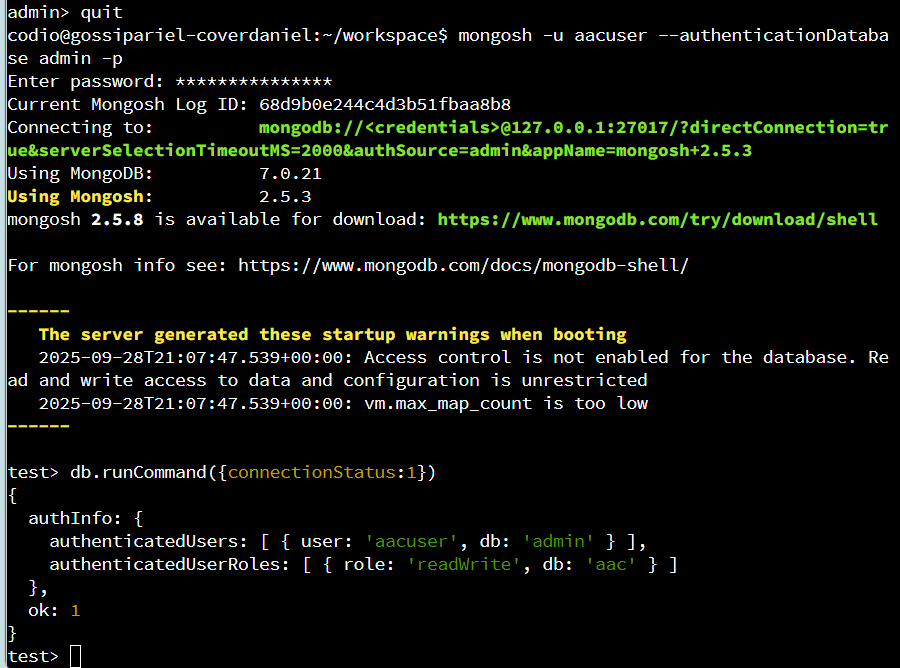 admin> quit
codio@gossipariel-coverdaniel:~/workspace$ mongosh -u aacuser --authenticationDataba
se admin -p
Enter password: ***************
Current Mongosh Log ID: 68d9b0e244c4d3b51fbaa8b8
Connecting to:          mongodb://<credentials>@127.0.0.1:27017/?directConnection=tr
ue&serverSelectionTimeoutMS=2000&authSource=admin&appName=mongosh+2.5.3
Using MongoDB:          7.0.21
Using Mongosh:          2.5.3
mongosh 2.5.8 is available for download: https://www.mongodb.com/try/download/shell

For mongosh info see: https://www.mongodb.com/docs/mongodb-shell/

------
   The server generated these startup warnings when booting
   2025-09-28T21:07:47.539+00:00: Access control is not enabled for the database. Re
ad and write access to data and configuration is unrestricted
   2025-09-28T21:07:47.539+00:00: vm.max_map_count is too low
------

test> db.runCommand({connectionStatus:1})
{
  authInfo: {
    authenticatedUsers: [ { user: 'aacuser', db: 'admin' } ],
    authenticatedUserRoles: [ { role: 'readWrite', db: 'aac' } ]
  },
  ok: 1
}
test>